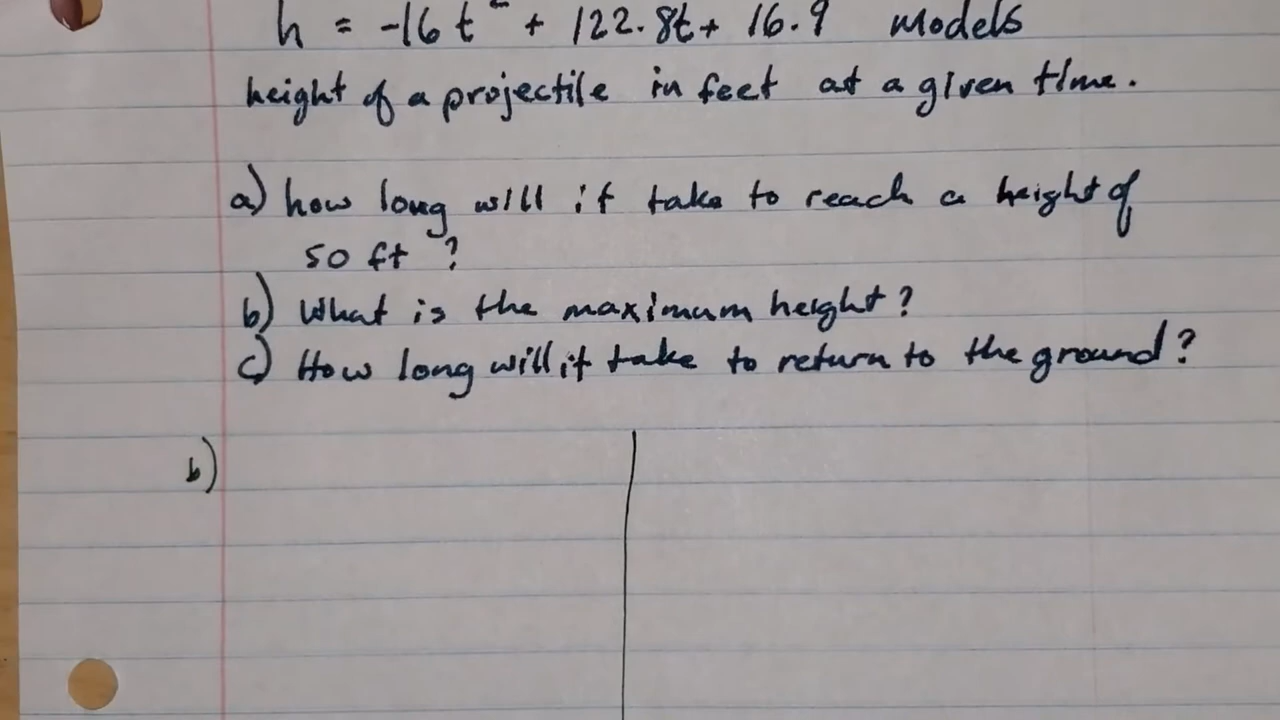 h = -16t² + 122.8t + 16.9 models
height of a projectile in feet at a given time.
a) how long will it take to reach a height of
50 ft ?
b) What is the maximum height?
c) How long will it take to return to the ground?
b)